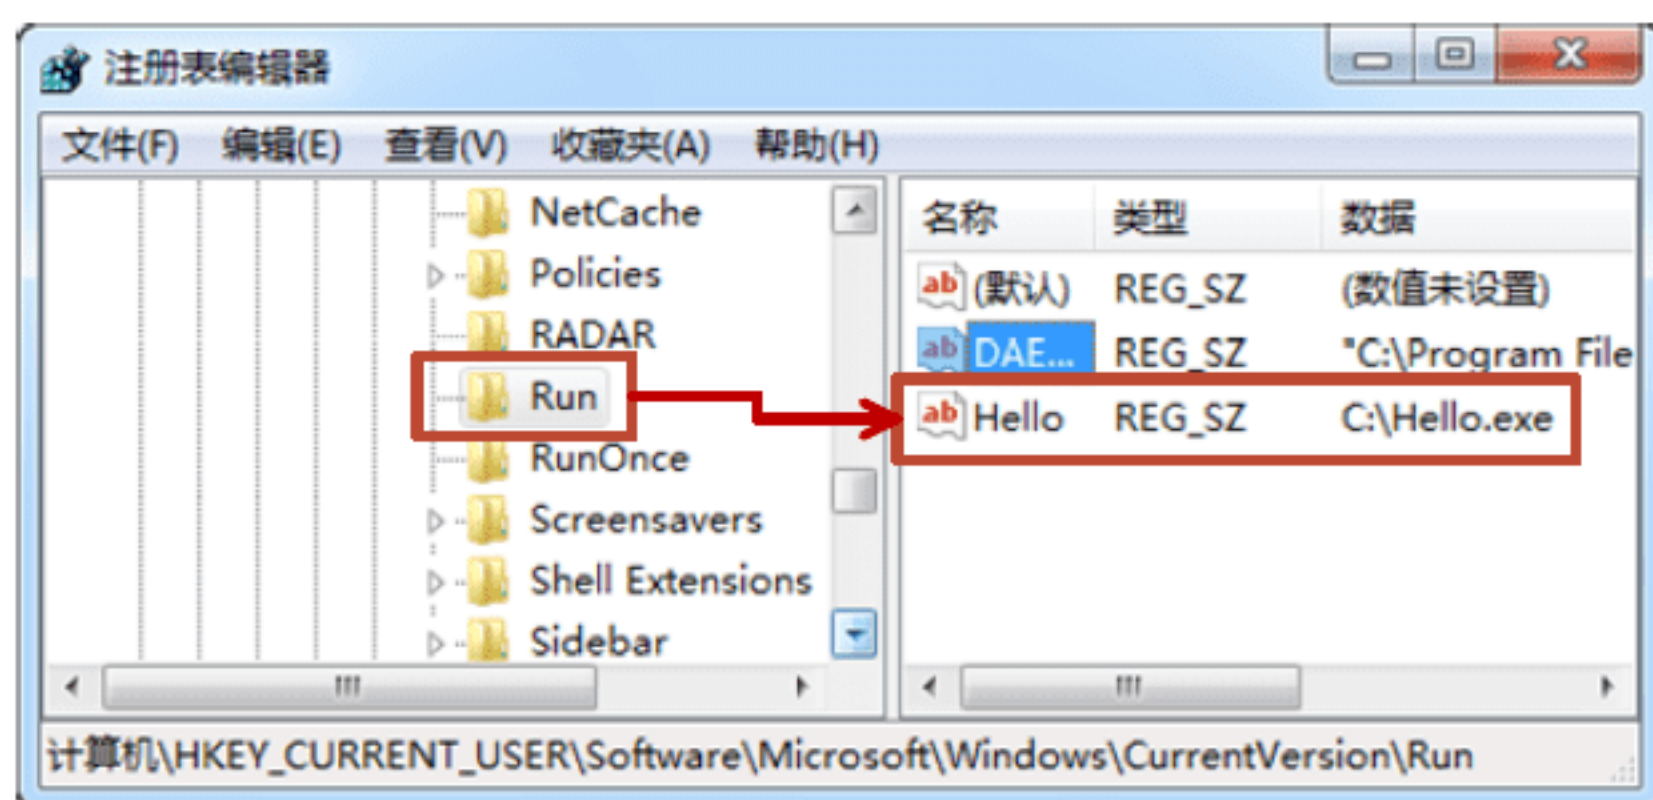 注册表编辑器
文件(F) 编辑(E) 查看(V) 收藏夹(A) 帮助(H)
NetCache
Policies
RADAR
Run
RunOnce
Screensavers
Shell Extensions
Sidebar
名称 类型 数据
ab (默认) REG_SZ (数值未设置)
ab DAE... REG_SZ "C:\Program File
ab Hello REG_SZ C:\Hello.exe
计算机\HKEY_CURRENT_USER\Software\Microsoft\Windows\CurrentVersion\Run